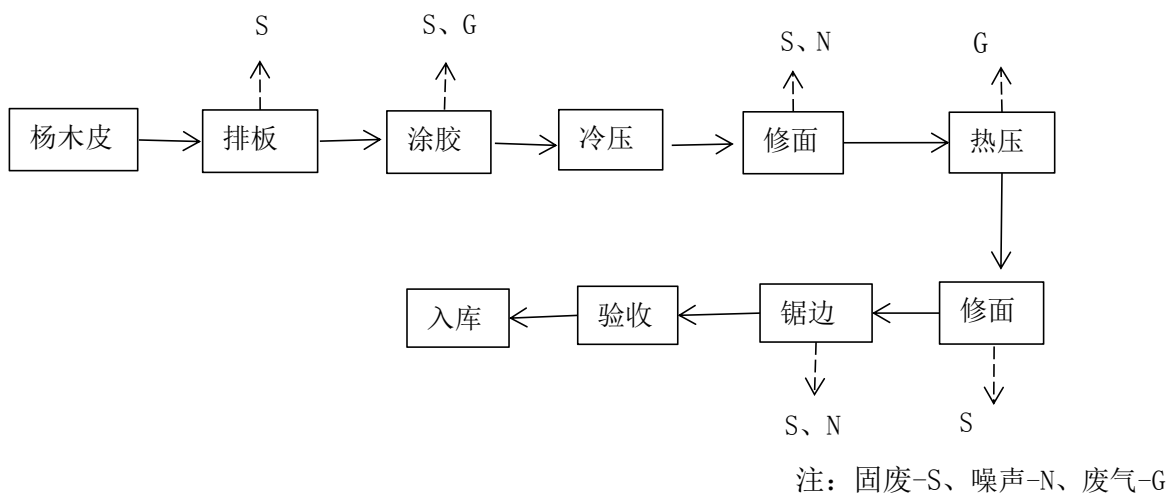 S
S、G
S、N
G
杨木皮
排板
涂胶
冷压
修面
热压
入库
验收
锯边
修面
S、N
S
注：固废-S、噪声-N、废气-G